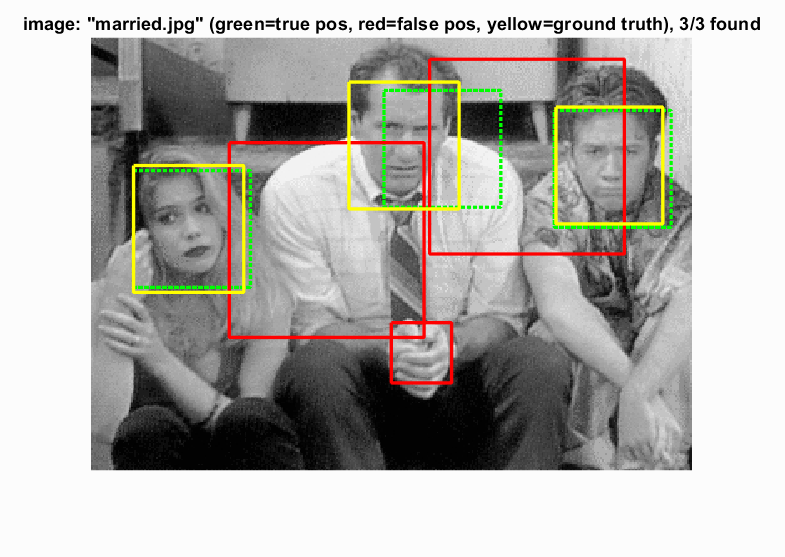 image: "married.jpg" (green=true pos, red=false pos, yellow=ground truth), 3/3 found